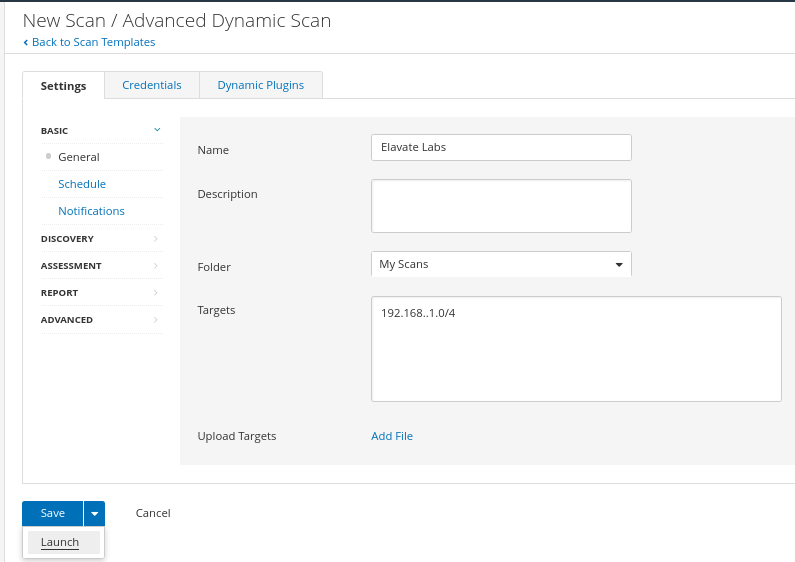 New Scan / Advanced Dynamic Scan
‹ Back to Scan Templates
Settings Credentials Dynamic Plugins
BASIC
General
Schedule
Notifications
DISCOVERY
ASSESSMENT
REPORT
ADVANCED
Name Elavate Labs
Description
Folder My Scans
Targets 192.168..1.0/4
Upload Targets Add File
Save Cancel
Launch